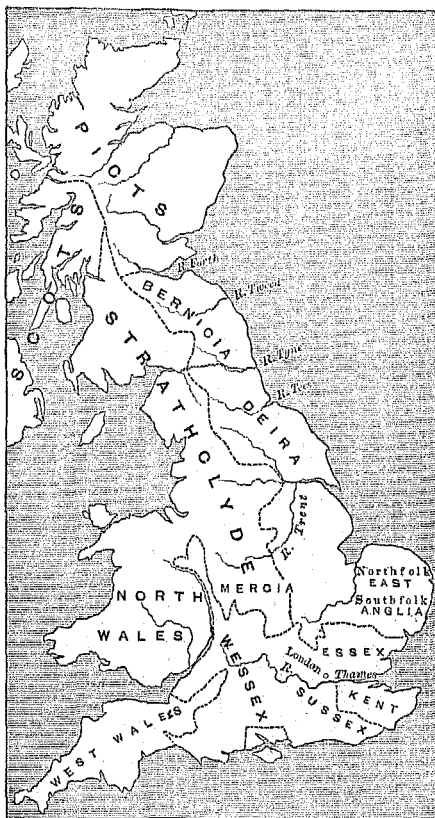 PICTS
SCOTS
R. Forth
BERNICIA
R. Tweed
STRATHCLYDE
R. Tyne
R. Tees
DEIRA
R. Trent
MERCIA
Northfolk
EAST
Southfolk
ANGLIA
NORTH
WALES
ESSEX
London
R. Thames
WESSEX
SUSSEX
KENT
WEST WALES